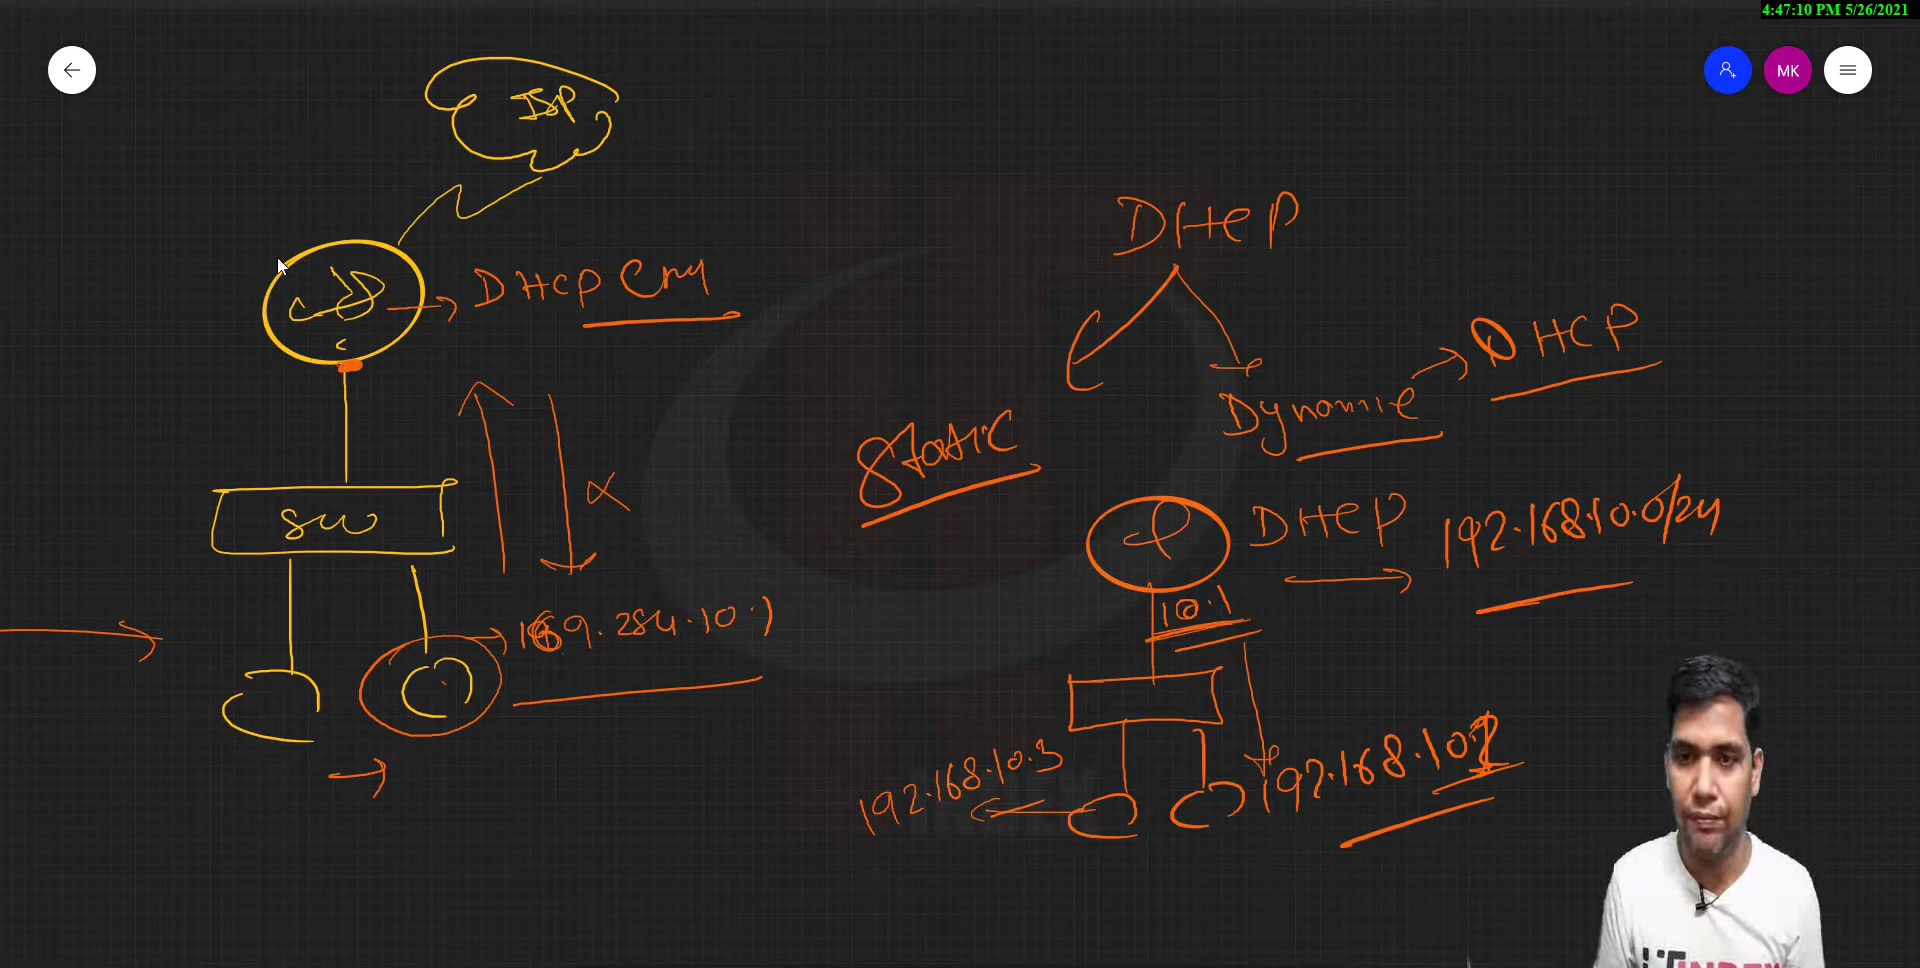 4:47:10 PM 5/26/2021
MK
ISP
DHCP
DHCP
DHCP
Dynamic
Static
SW
DHCP
192.168.10.0/24
10.1
169.254.10.1
192.168.10.3
192.168.10.2